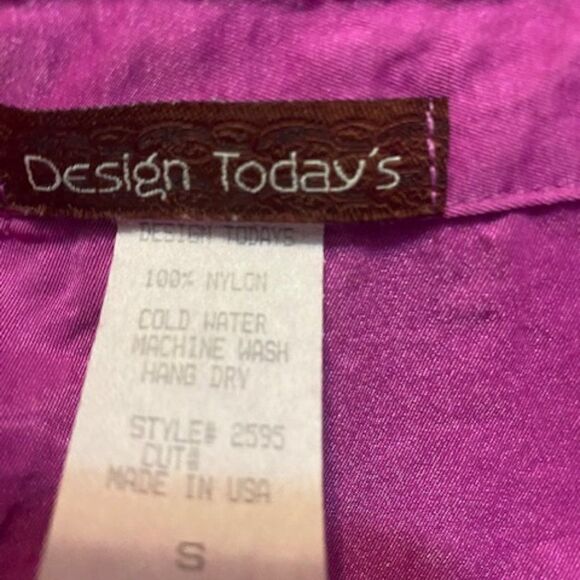 Design Today's
DESIGN TODAYS
100% NYLON
COLD WATER
MACHINE WASH
HANG DRY
STYLE# 2595
CUT#
MADE IN USA
S